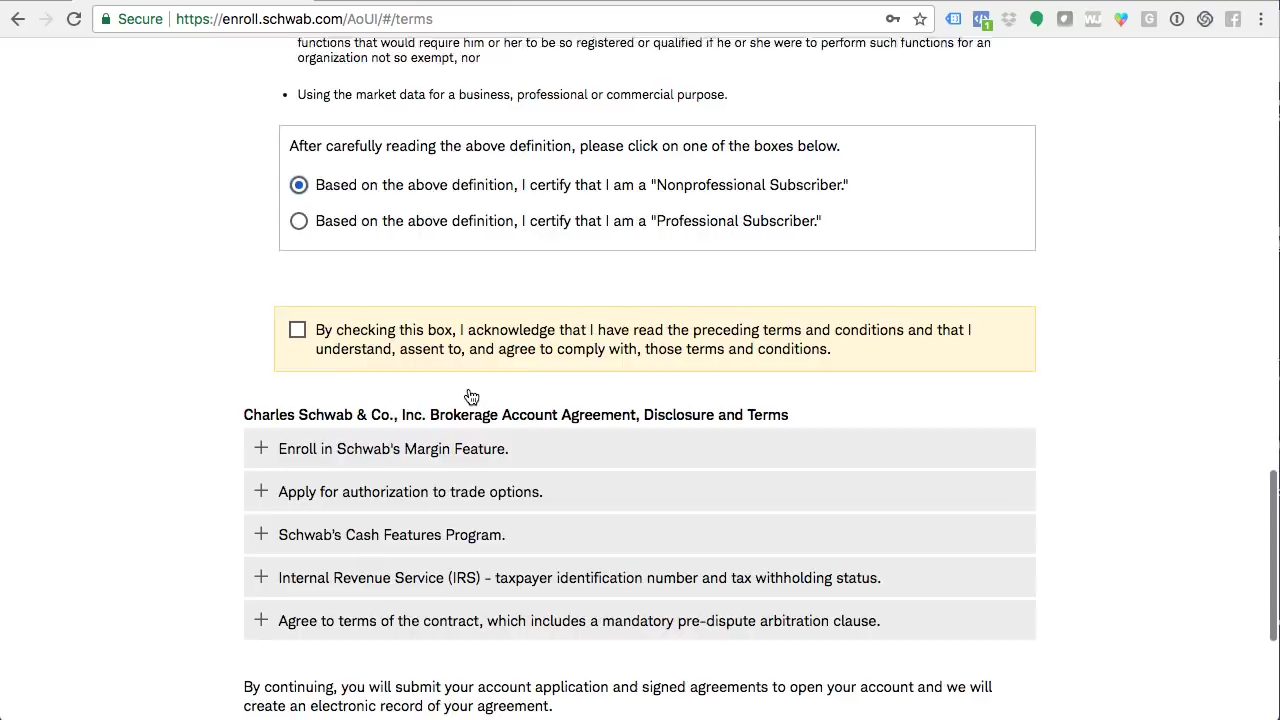 Secure
https://enroll.schwab.com/AoUI/#/terms
functions that would require him or her to be so registered or qualified if he or she were to perform such functions for an
organization not so exempt, nor
• Using the market data for a business, professional or commercial purpose.
After carefully reading the above definition, please click on one of the boxes below.
Based on the above definition, I certify that I am a "Nonprofessional Subscriber."
Based on the above definition, I certify that I am a "Professional Subscriber."
By checking this box, I acknowledge that I have read the preceding terms and conditions and that I
understand, assent to, and agree to comply with, those terms and conditions.
Charles Schwab & Co., Inc. Brokerage Account Agreement, Disclosure and Terms
+ Enroll in Schwab's Margin Feature.
+ Apply for authorization to trade options.
+ Schwab's Cash Features Program.
+ Internal Revenue Service (IRS) - taxpayer identification number and tax withholding status.
+ Agree to terms of the contract, which includes a mandatory pre-dispute arbitration clause.
By continuing, you will submit your account application and signed agreements to open your account and we will
create an electronic record of your agreement.